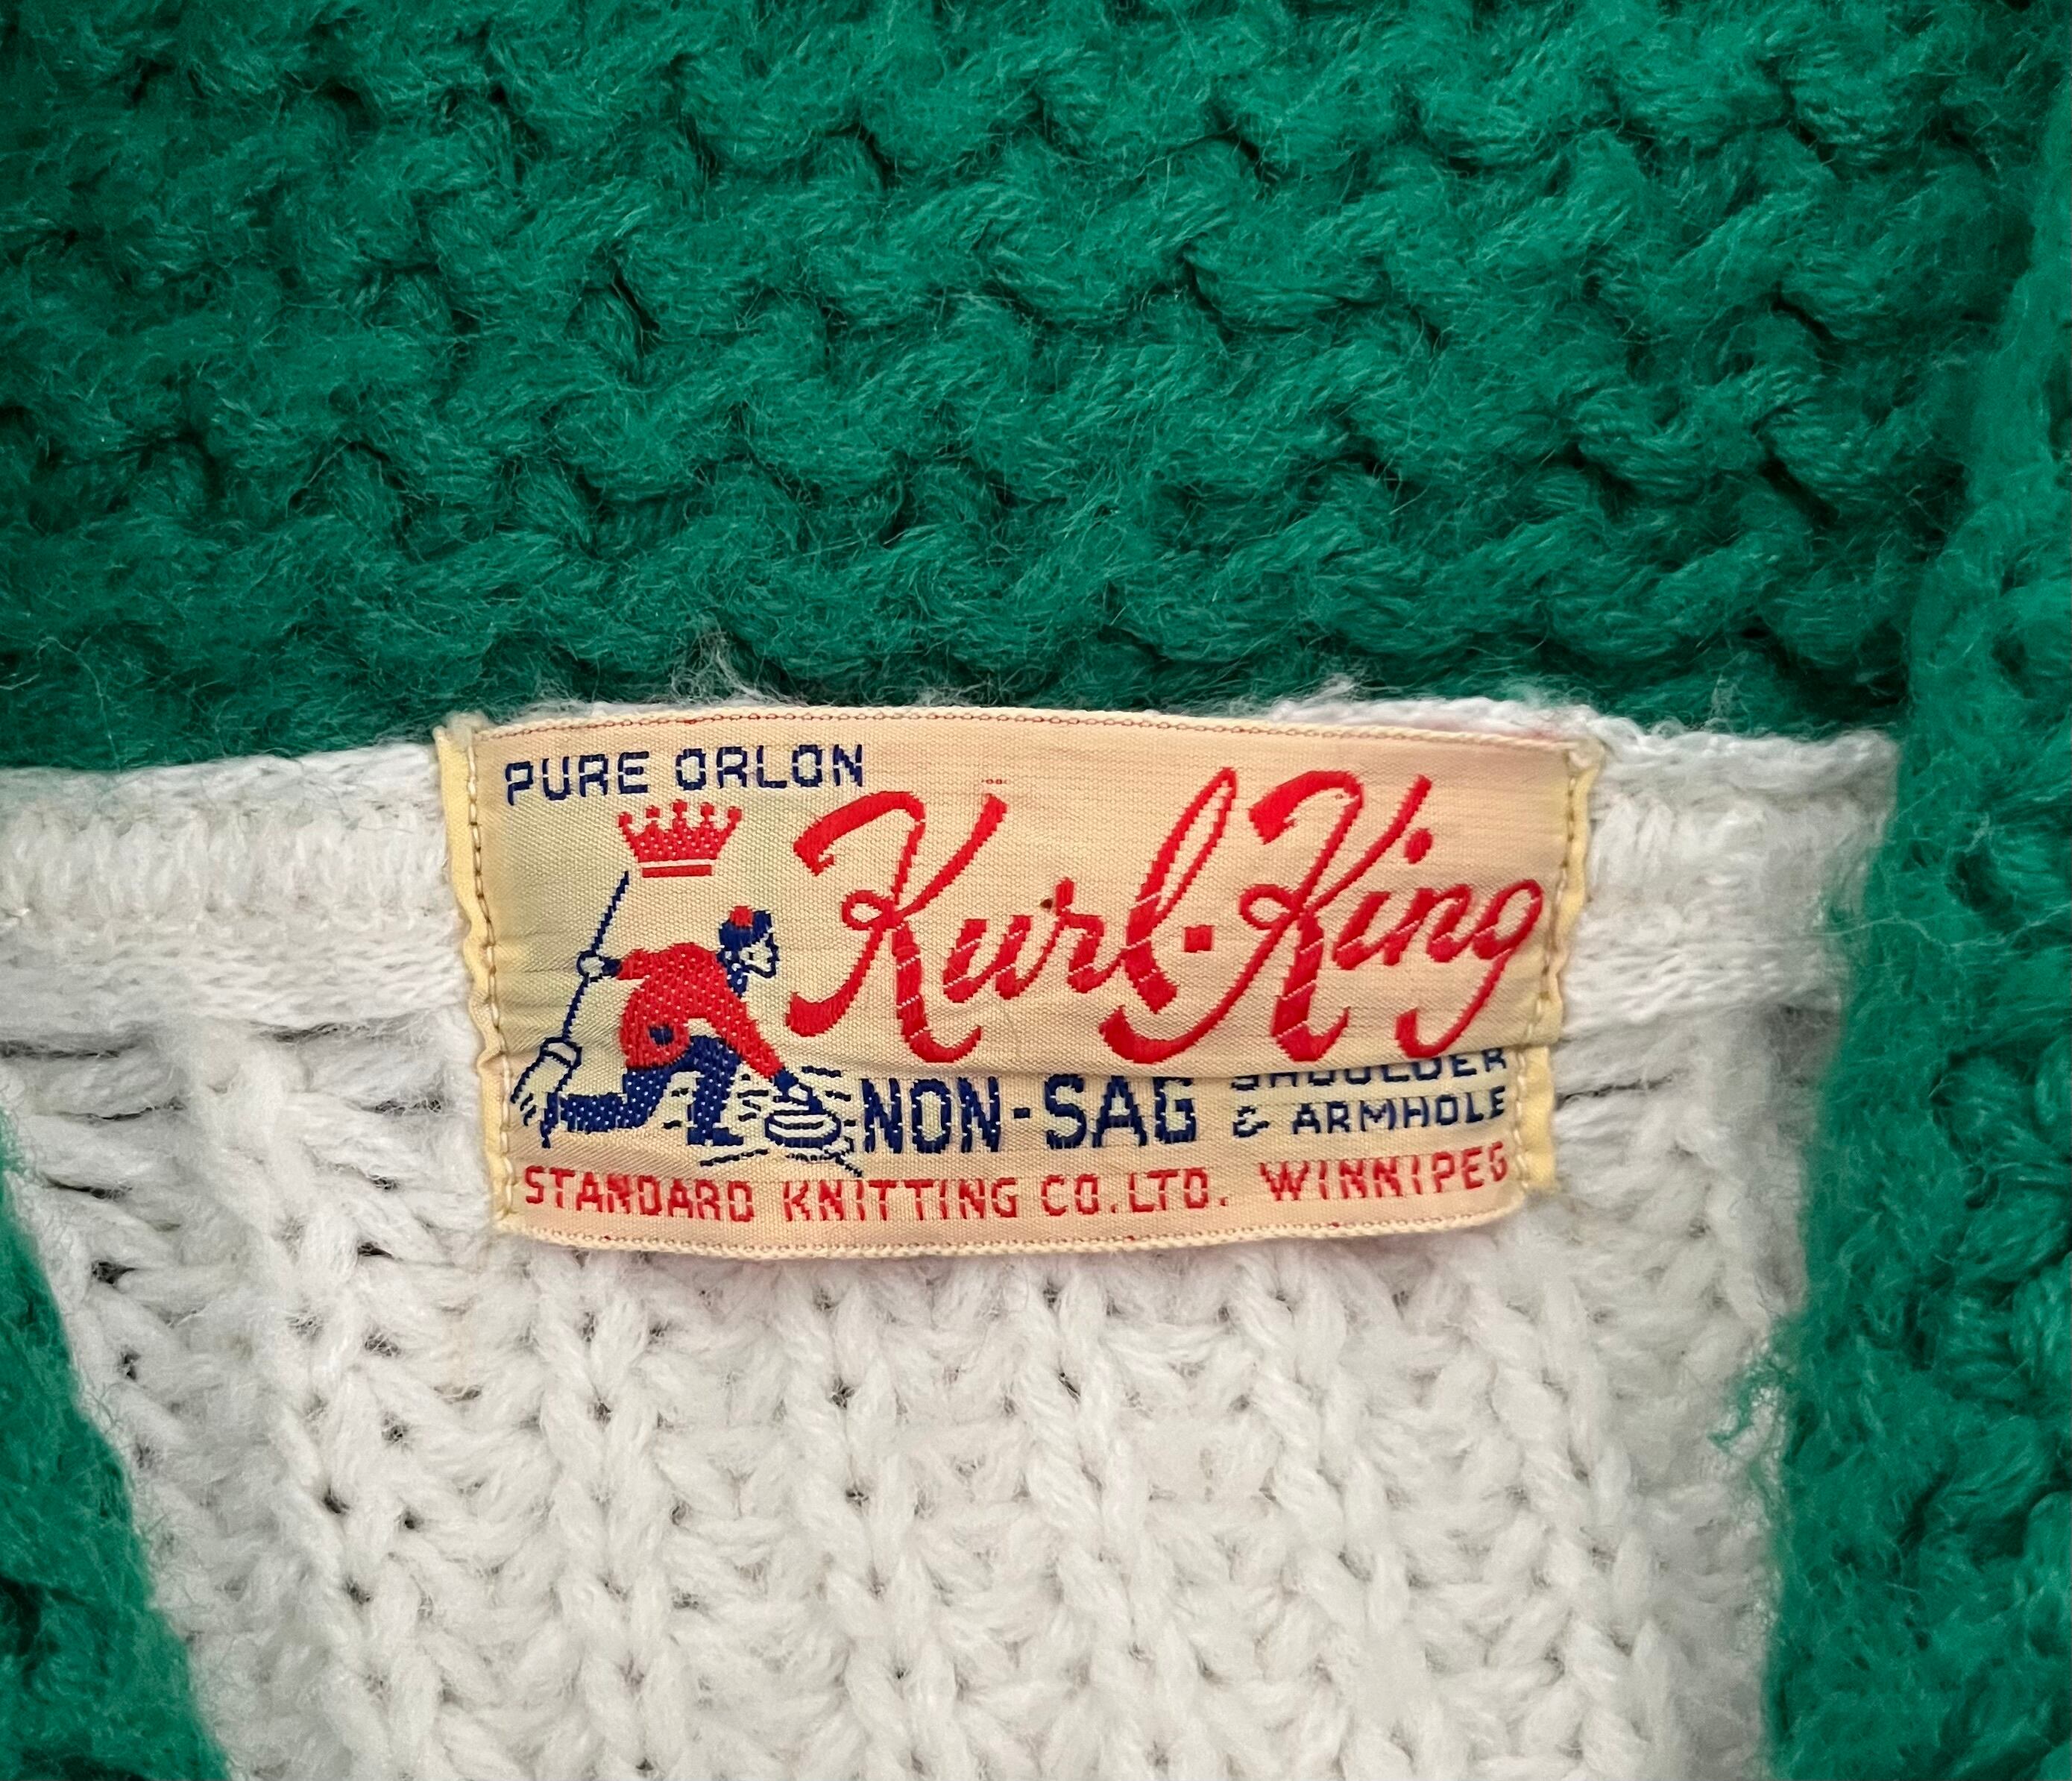 PURE ORLON
Kurl·King
NON-SAG SHOULDER
& ARMHOLE
STANDARD KNITTING CO.LTD. WINNIPEG